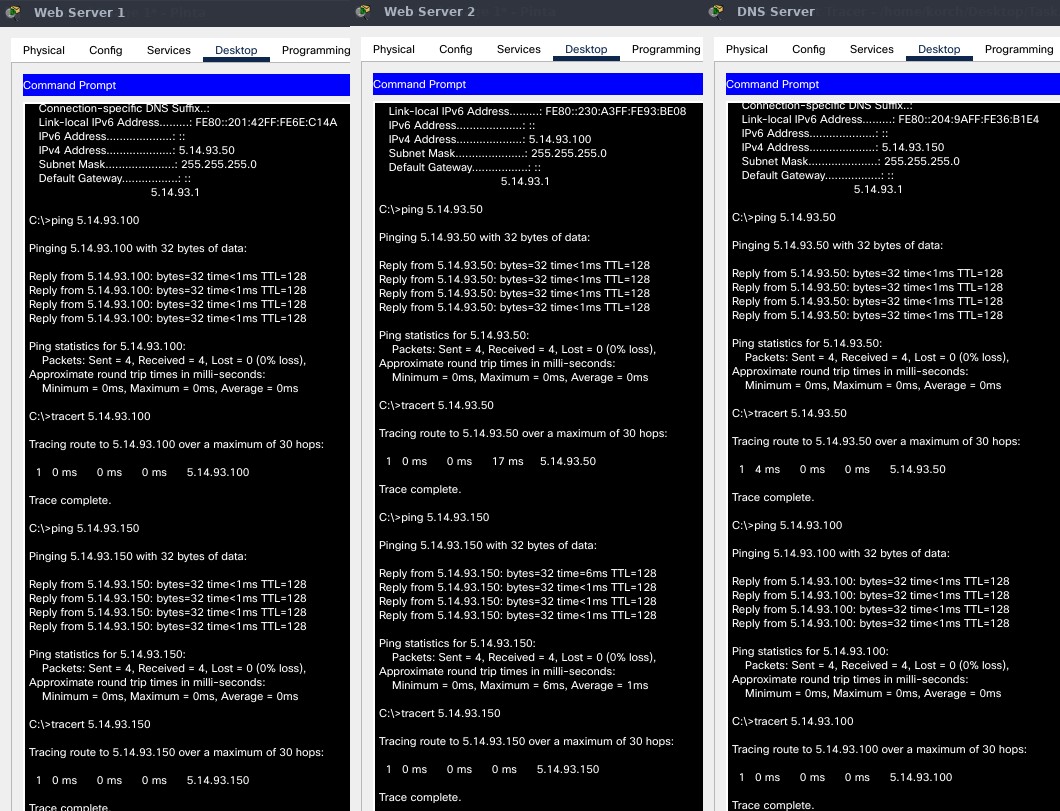 Web Server 1
Physical Config Services Desktop Programming
Command Prompt
Connection-specific DNS Suffix..:
Link-local IPv6 Address.........: FE80::201:42FF:FE6E:C14A
IPv6 Address....................: ::
IPv4 Address....................: 5.14.93.50
Subnet Mask.....................: 255.255.255.0
Default Gateway.................: ::
5.14.93.1
C:\>ping 5.14.93.100
Pinging 5.14.93.100 with 32 bytes of data:
Reply from 5.14.93.100: bytes=32 time<1ms TTL=128
Reply from 5.14.93.100: bytes=32 time<1ms TTL=128
Reply from 5.14.93.100: bytes=32 time<1ms TTL=128
Reply from 5.14.93.100: bytes=32 time<1ms TTL=128
Ping statistics for 5.14.93.100:
Packets: Sent = 4, Received = 4, Lost = 0 (0% loss),
Approximate round trip times in milli-seconds:
Minimum = 0ms, Maximum = 0ms, Average = 0ms
C:\>tracert 5.14.93.100
Tracing route to 5.14.93.100 over a maximum of 30 hops:
1 0 ms 0 ms 0 ms 5.14.93.100
Trace complete.
C:\>ping 5.14.93.150
Pinging 5.14.93.150 with 32 bytes of data:
Reply from 5.14.93.150: bytes=32 time<1ms TTL=128
Reply from 5.14.93.150: bytes=32 time<1ms TTL=128
Reply from 5.14.93.150: bytes=32 time<1ms TTL=128
Reply from 5.14.93.150: bytes=32 time<1ms TTL=128
Ping statistics for 5.14.93.150:
Packets: Sent = 4, Received = 4, Lost = 0 (0% loss),
Approximate round trip times in milli-seconds:
Minimum = 0ms, Maximum = 0ms, Average = 0ms
C:\>tracert 5.14.93.150
Tracing route to 5.14.93.150 over a maximum of 30 hops:
1 0 ms 0 ms 0 ms 5.14.93.150
Trace complete.
Web Server 2
Physical Config Services Desktop Programming
Command Prompt
Link-local IPv6 Address.........: FE80::230:A3FF:FE93:BE08
IPv6 Address....................: ::
IPv4 Address....................: 5.14.93.100
Subnet Mask.....................: 255.255.255.0
Default Gateway.................: ::
5.14.93.1
C:\>ping 5.14.93.50
Pinging 5.14.93.50 with 32 bytes of data:
Reply from 5.14.93.50: bytes=32 time<1ms TTL=128
Reply from 5.14.93.50: bytes=32 time<1ms TTL=128
Reply from 5.14.93.50: bytes=32 time<1ms TTL=128
Reply from 5.14.93.50: bytes=32 time<1ms TTL=128
Ping statistics for 5.14.93.50:
Packets: Sent = 4, Received = 4, Lost = 0 (0% loss),
Approximate round trip times in milli-seconds:
Minimum = 0ms, Maximum = 0ms, Average = 0ms
C:\>tracert 5.14.93.50
Tracing route to 5.14.93.50 over a maximum of 30 hops:
1 0 ms 0 ms 17 ms 5.14.93.50
Trace complete.
C:\>ping 5.14.93.150
Pinging 5.14.93.150 with 32 bytes of data:
Reply from 5.14.93.150: bytes=32 time=6ms TTL=128
Reply from 5.14.93.150: bytes=32 time<1ms TTL=128
Reply from 5.14.93.150: bytes=32 time<1ms TTL=128
Reply from 5.14.93.150: bytes=32 time<1ms TTL=128
Ping statistics for 5.14.93.150:
Packets: Sent = 4, Received = 4, Lost = 0 (0% loss),
Approximate round trip times in milli-seconds:
Minimum = 0ms, Maximum = 6ms, Average = 1ms
C:\>tracert 5.14.93.150
Tracing route to 5.14.93.150 over a maximum of 30 hops:
1 0 ms 0 ms 0 ms 5.14.93.150
Trace complete.
DNS Server
Physical Config Services Desktop Programming
Command Prompt
Connection-specific DNS Suffix..:
Link-local IPv6 Address.........: FE80::204:9AFF:FE36:B1E4
IPv6 Address....................: ::
IPv4 Address....................: 5.14.93.150
Subnet Mask.....................: 255.255.255.0
Default Gateway.................: ::
5.14.93.1
C:\>ping 5.14.93.50
Pinging 5.14.93.50 with 32 bytes of data:
Reply from 5.14.93.50: bytes=32 time<1ms TTL=128
Reply from 5.14.93.50: bytes=32 time<1ms TTL=128
Reply from 5.14.93.50: bytes=32 time<1ms TTL=128
Reply from 5.14.93.50: bytes=32 time<1ms TTL=128
Ping statistics for 5.14.93.50:
Packets: Sent = 4, Received = 4, Lost = 0 (0% loss),
Approximate round trip times in milli-seconds:
Minimum = 0ms, Maximum = 0ms, Average = 0ms
C:\>tracert 5.14.93.50
Tracing route to 5.14.93.50 over a maximum of 30 hops:
1 4 ms 0 ms 0 ms 5.14.93.50
Trace complete.
C:\>ping 5.14.93.100
Pinging 5.14.93.100 with 32 bytes of data:
Reply from 5.14.93.100: bytes=32 time<1ms TTL=128
Reply from 5.14.93.100: bytes=32 time<1ms TTL=128
Reply from 5.14.93.100: bytes=32 time<1ms TTL=128
Reply from 5.14.93.100: bytes=32 time<1ms TTL=128
Ping statistics for 5.14.93.100:
Packets: Sent = 4, Received = 4, Lost = 0 (0% loss),
Approximate round trip times in milli-seconds:
Minimum = 0ms, Maximum = 0ms, Average = 0ms
C:\>tracert 5.14.93.100
Tracing route to 5.14.93.100 over a maximum of 30 hops:
1 0 ms 0 ms 0 ms 5.14.93.100
Trace complete.